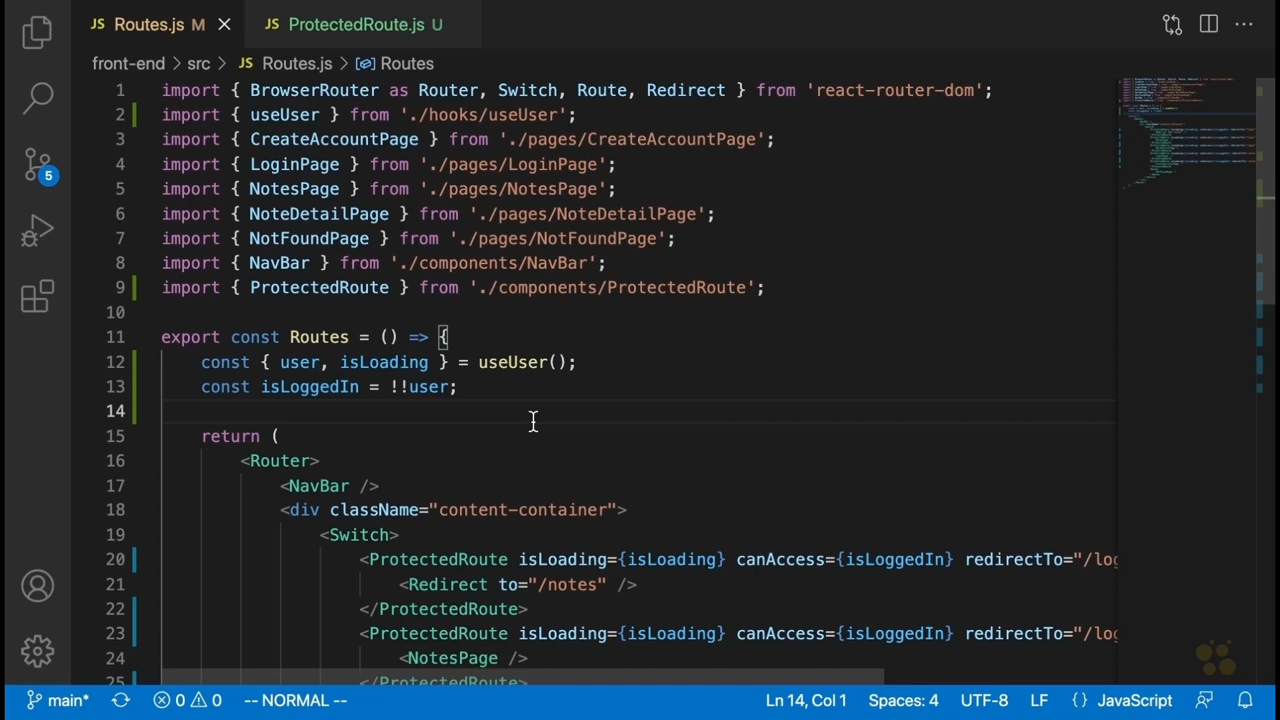 JS Routes.js M JS ProtectedRoute.js U
front-end > src > JS Routes.js > Routes
1 import { BrowserRouter as Router, Switch, Route, Redirect } from 'react-router-dom';
2 import { useUser } from './pages/useUser';
3 import { CreateAccountPage } from './pages/CreateAccountPage';
4 import { LoginPage } from './pages/LoginPage';
5 import { NotesPage } from './pages/NotesPage';
6 import { NoteDetailPage } from './pages/NoteDetailPage';
7 import { NotFoundPage } from './pages/NotFoundPage';
8 import { NavBar } from './components/NavBar';
9 import { ProtectedRoute } from './components/ProtectedRoute';
10
11 export const Routes = () => {
12 const { user, isLoading } = useUser();
13 const isLoggedIn = !!user;
14
15 return (
16 <Router>
17 <NavBar />
18 <div className="content-container">
19 <Switch>
20 <ProtectedRoute isLoading={isLoading} canAccess={isLoggedIn} redirectTo="/log
21 <Redirect to="/notes" />
22 </ProtectedRoute>
23 <ProtectedRoute isLoading={isLoading} canAccess={isLoggedIn} redirectTo="/log
24 <NotesPage />
25 </ProtectedRoute>
5
main* 0 0 -- NORMAL -- Ln 14, Col 1 Spaces: 4 UTF-8 LF {} JavaScript